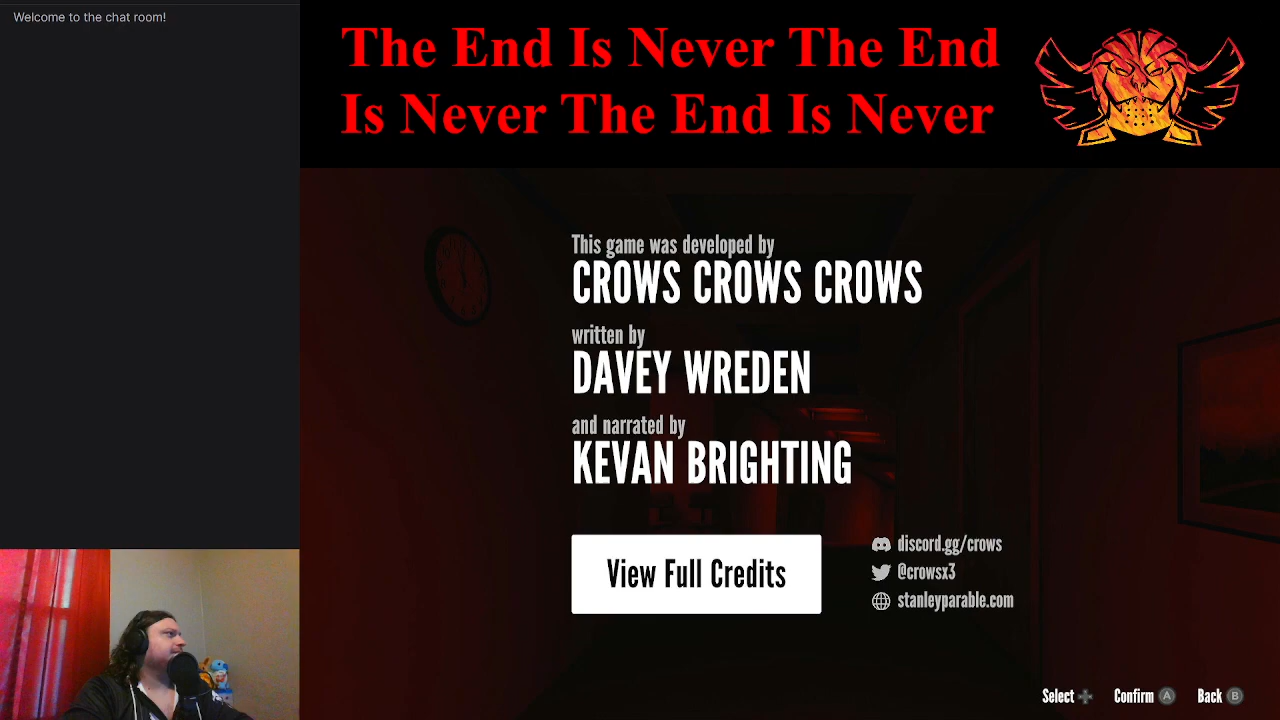 Welcome to the chat room!
The End Is Never The End
Is Never The End Is Never
This game was developed by
CROWS CROWS CROWS
written by
DAVEY WREDEN
and narrated by
KEVAN BRIGHTING
View Full Credits
discord.gg/crows
@crowsx3
stanleyparable.com
Select Confirm A Back B